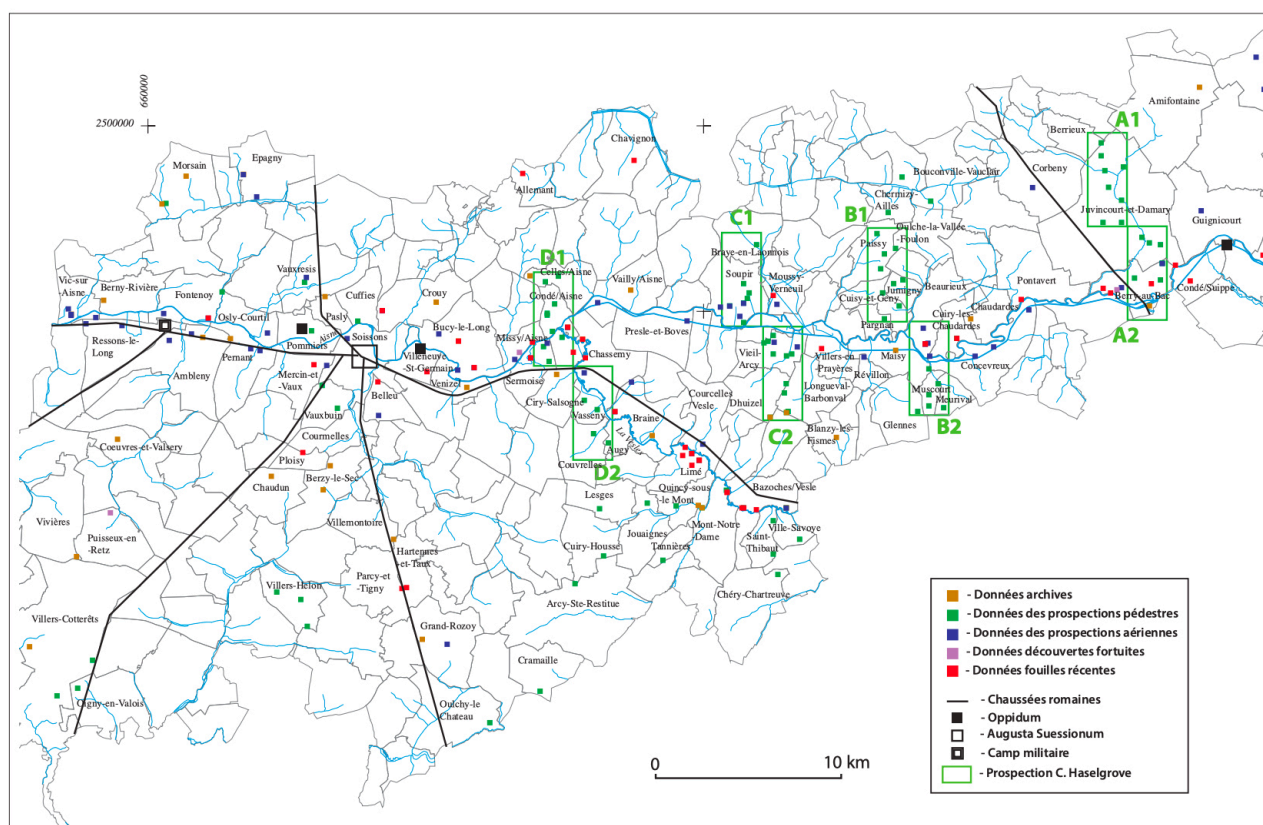 660000
2500000
Morsain
Epagny
Allemant
Chavignon
Amifontaine
A1
Berrieux
Corbeny
Bouconville-Vauclair
Chermizy-
Ailles
Juvincourt-et-Damary
Guignicourt
C1
B1
Oulche-la-Vallée
-Foulon
Braye-en-Laonnois
Paissy
D1
Celles/Aisne
Vailly/Aisne
Soupir
Moussy-
Verneuil
Jumigny
Beaurieux
Pontavert
Condé/Suippe
Berry-au-Bac
Vic-sur
-Aisne
Berny-Rivière
Fontenoy
Vauxresis
Cuffies
Crouy
Condé/Aisne
Cuissy-et-Geny
Chaudardes
Cuiry-les-
Chaudardes
A2
Osly-Courtil
Pasly
Bucy-le-Long
Presle-et-Boves
Pargnan
Ressons-le-
Long
Pernant
Pommiers
Aisne
Soissons
Villeneuve
-St-Germain
Missy/Aisne
Chassemy
Vieil-
Arcy
Villers-en
-Prayères
Maisy
Révillon
Concevreux
Ambleny
Mercin-et
-Vaux
Belleu
Venizel
Sermoise
Ciry-Salsogne
Vasseny
Courcelles
/Vesle
Dhuizel
Longueval-
Barbonval
Muscourt
Meurival
Vauxbuin
Courmelles
Braine
La Vesle
Augy
C2
Blanzy-les-
Fismes
Glennes
B2
Coeuvres-et-Valsery
Ploisy
Chaudun
Berzy-le-Sec
Couvrelles
D2
Limé
Bazoches/Vesle
Quincy-sous
-le Mont
Lesges
Vivières
Villemontoire
Puisseux-en
-Retz
Hartennes
-et-Taux
Cuiry-Housse
Jouaignes
Tannières
Mont-Notre
-Dame
Saint-
Thibaut
Ville-Savoye
Parcy-et
-Tigny
Villers-Hélon
Arcy-Ste-Restitue
Chéry-Chartreuve
Villers-Cotterêts
Grand-Rozoy
Cramaille
Oigny-en-Valois
Oulchy-le
Chateau
0
10 km
- Données archives
- Données des prospections pédestres
- Données des prospections aériennes
- Données découvertes fortuites
- Données fouilles récentes
- Chaussées romaines
- Oppidum
- Augusta Suessionum
- Camp militaire
- Prospection C. Haselgrove